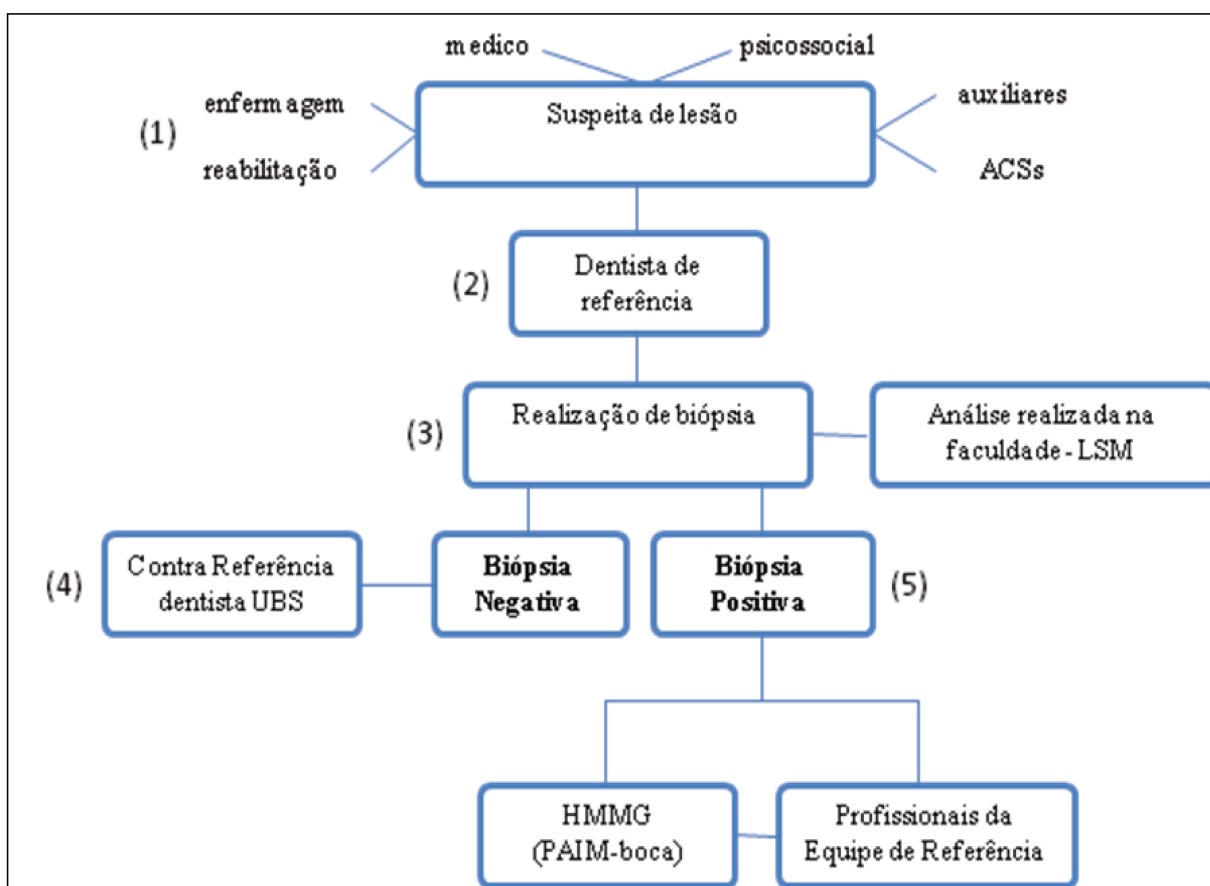 medico
psicossocial
enfermagem
auxiliares
(1)
Suspeita de lesão
reabilitação
ACSs
(2)
Dentista de
referência
(3)
Realização de biópsia
Análise realizada na
faculdade - LSM
(4)
Contra Referência
dentista UBS
Biópsia
Negativa
Biópsia
Positiva
(5)
HMMG
(PAIM-boca)
Profissionais da
Equipe de Referência